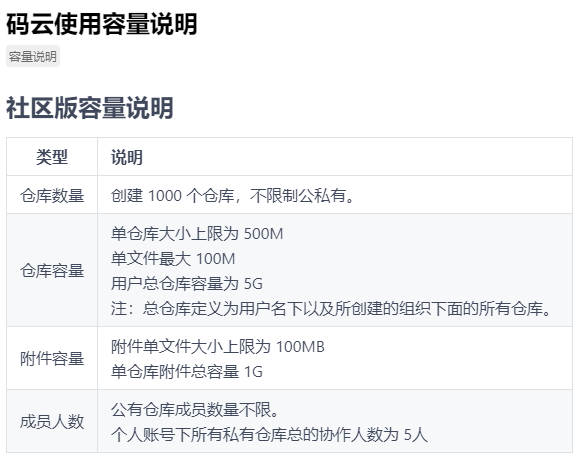 码云使用容量说明
容量说明
社区版容量说明
类型 说明
仓库数量 创建 1000 个仓库，不限制公私有。
仓库容量
单仓库大小上限为 500M
单文件最大 100M
用户总仓库容量为 5G
注：总仓库定义为用户名下以及所创建的组织下面的所有仓库。
附件容量
附件单文件大小上限为 100MB
单仓库附件总容量 1G
成员人数
公有仓库成员数量不限。
个人账号下所有私有仓库总的协作人数为 5人